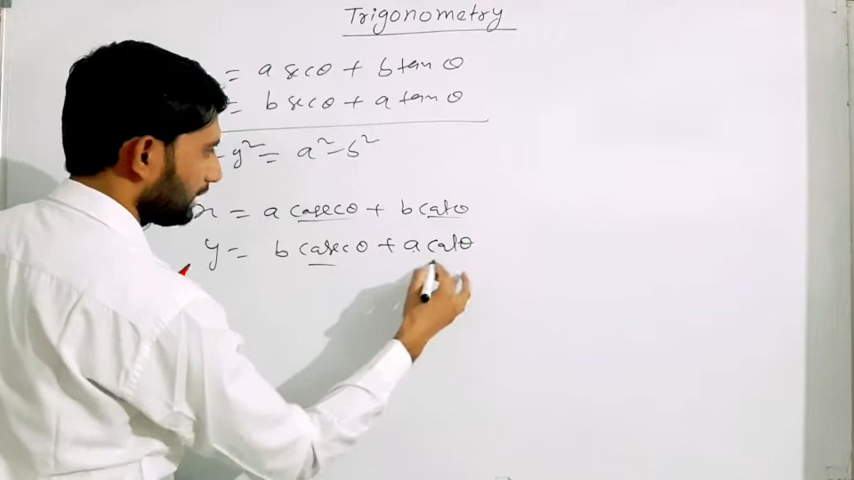 Trigonometry
= a secθ + b tanθ
= b secθ + a tanθ
y² = a² - b²
x = a cosecθ + b cotθ
y = b cosecθ + a cotθ